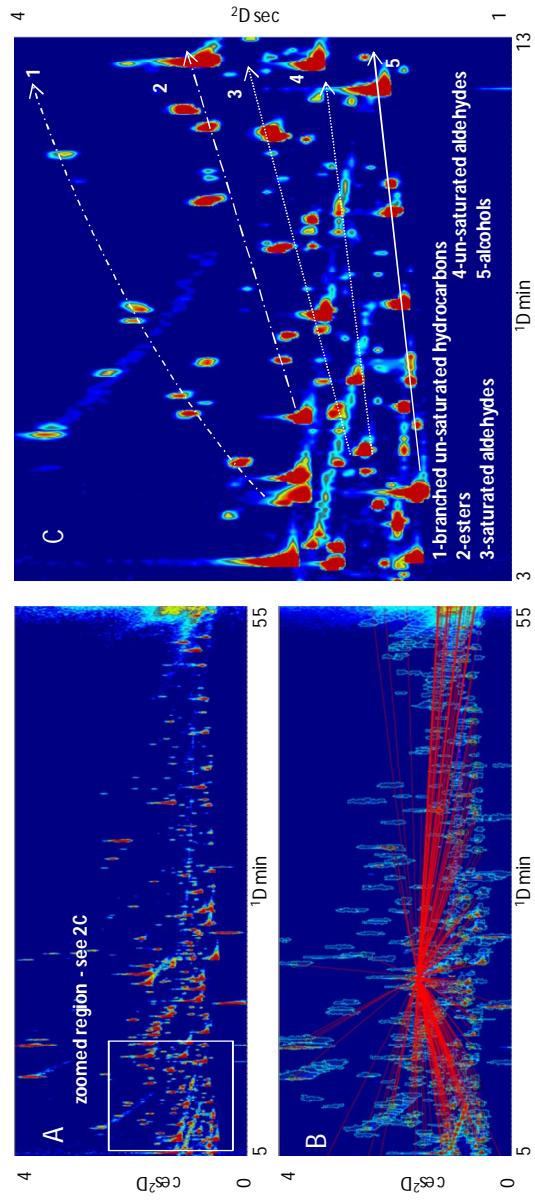 A
4
²D sec
0
zoomed region - see 2C
5
¹D min
55
B
4
²D sec
0
5
¹D min
55
C
4
²D sec
1
1
2
3
4
5
1-branched un-saturated hydrocarbons
2-esters
3-saturated aldehydes
4-un-saturated aldehydes
5-alcohols
3
¹D min
13